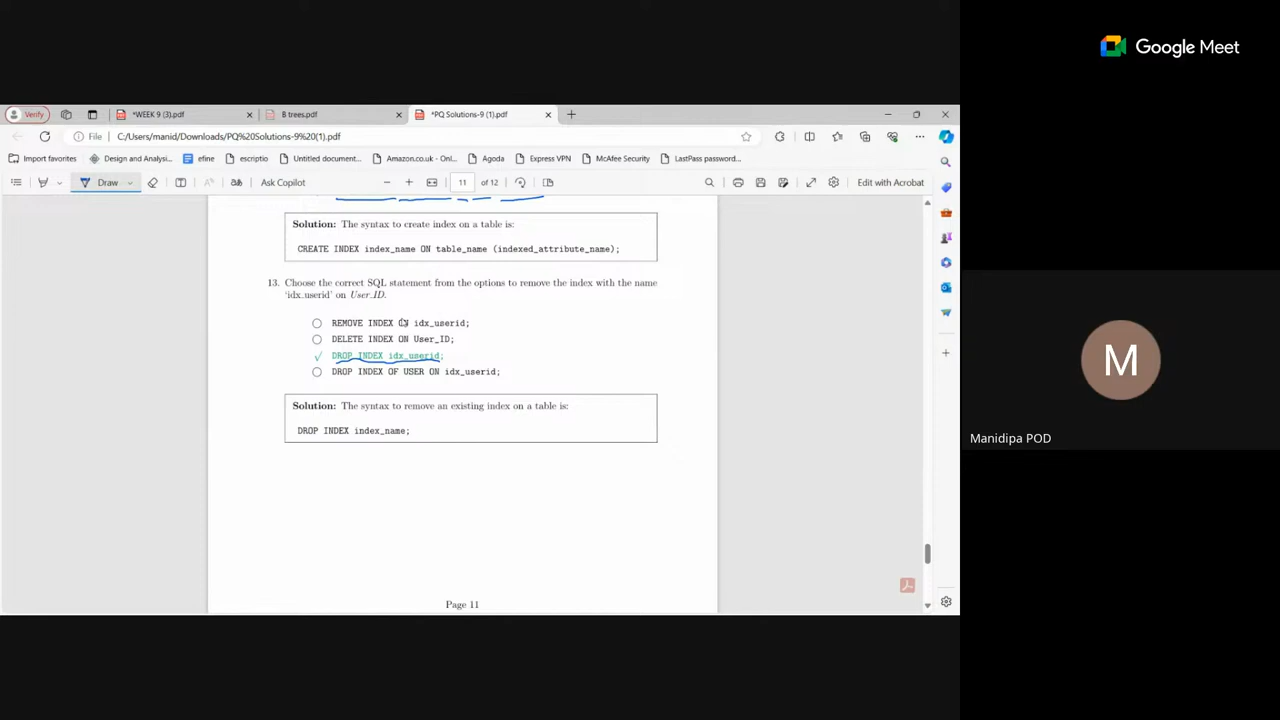 Google Meet
Verify
*WEEK 9 (3).pdf
B trees.pdf
*PQ Solutions-9 (1).pdf
File
C:/Users/manid/Downloads/PQ%20Solutions-9%20(1).pdf
Import favorites
Design and Analysi...
efine
escriptio
Untitled document...
Amazon.co.uk - Onl...
Agoda
Express VPN
McAfee Security
LastPass password...
Draw
Ask Copilot
11 of 12
Edit with Acrobat
Solution: The syntax to create index on a table is:
CREATE INDEX index_name ON table_name (indexed_attribute_name);
13. Choose the correct SQL statement from the options to remove the index with the name
‘idx_userid’ on User_ID.
REMOVE INDEX ON idx_userid;
DELETE INDEX ON User_ID;
DROP INDEX idx_userid;
DROP INDEX OF USER ON idx_userid;
Solution: The syntax to remove an existing index on a table is:
DROP INDEX index_name;
Page 11
M
Manidipa POD